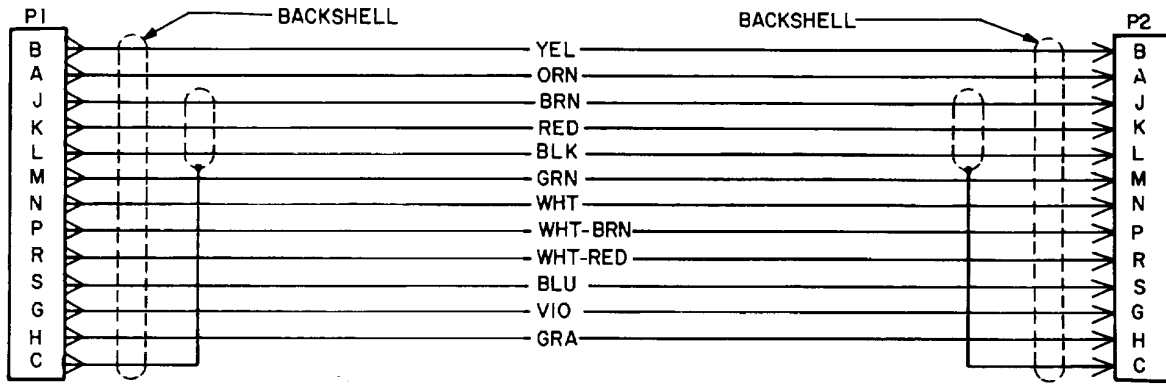 P1 BACKSHELL BACKSHELL P2
B YEL B
A ORN A
J BRN J
K RED K
L BLK L
M GRN M
N WHT N
P WHT-BRN P
R WHT-RED R
S BLU S
G VIO G
H GRA H
C C